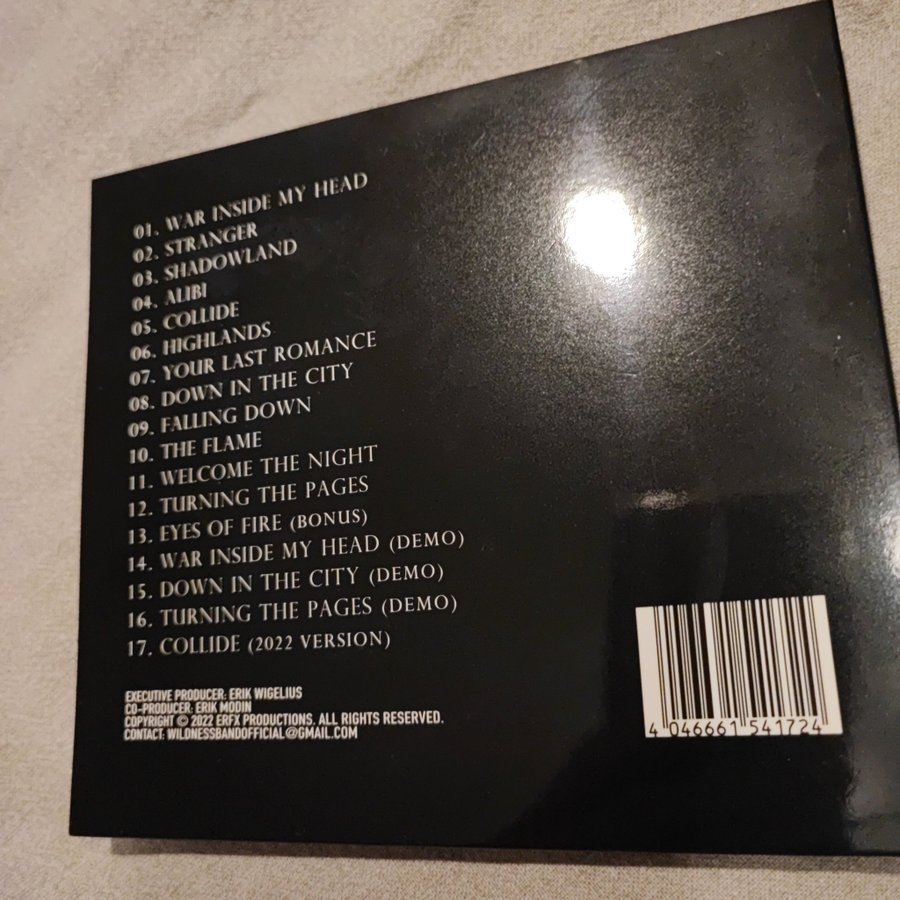 01. WAR INSIDE MY HEAD
02. STRANGER
03. SHADOWLAND
04. ALIBI
05. COLLIDE
06. HIGHLANDS
07. YOUR LAST ROMANCE
08. DOWN IN THE CITY
09. FALLING DOWN
10. THE FLAME
11. WELCOME THE NIGHT
12. TURNING THE PAGES
13. EYES OF FIRE (BONUS)
14. WAR INSIDE MY HEAD (DEMO)
15. DOWN IN THE CITY (DEMO)
16. TURNING THE PAGES (DEMO)
17. COLLIDE (2022 VERSION)
EXECUTIVE PRODUCER: ERIK WIGELIUS
CO-PRODUCER: ERIK MODIN
COPYRIGHT © 2022 ERFX PRODUCTIONS. ALL RIGHTS RESERVED.
CONTACT: WILDNESSBANDOFFICIAL@GMAIL.COM
4 046661 541724